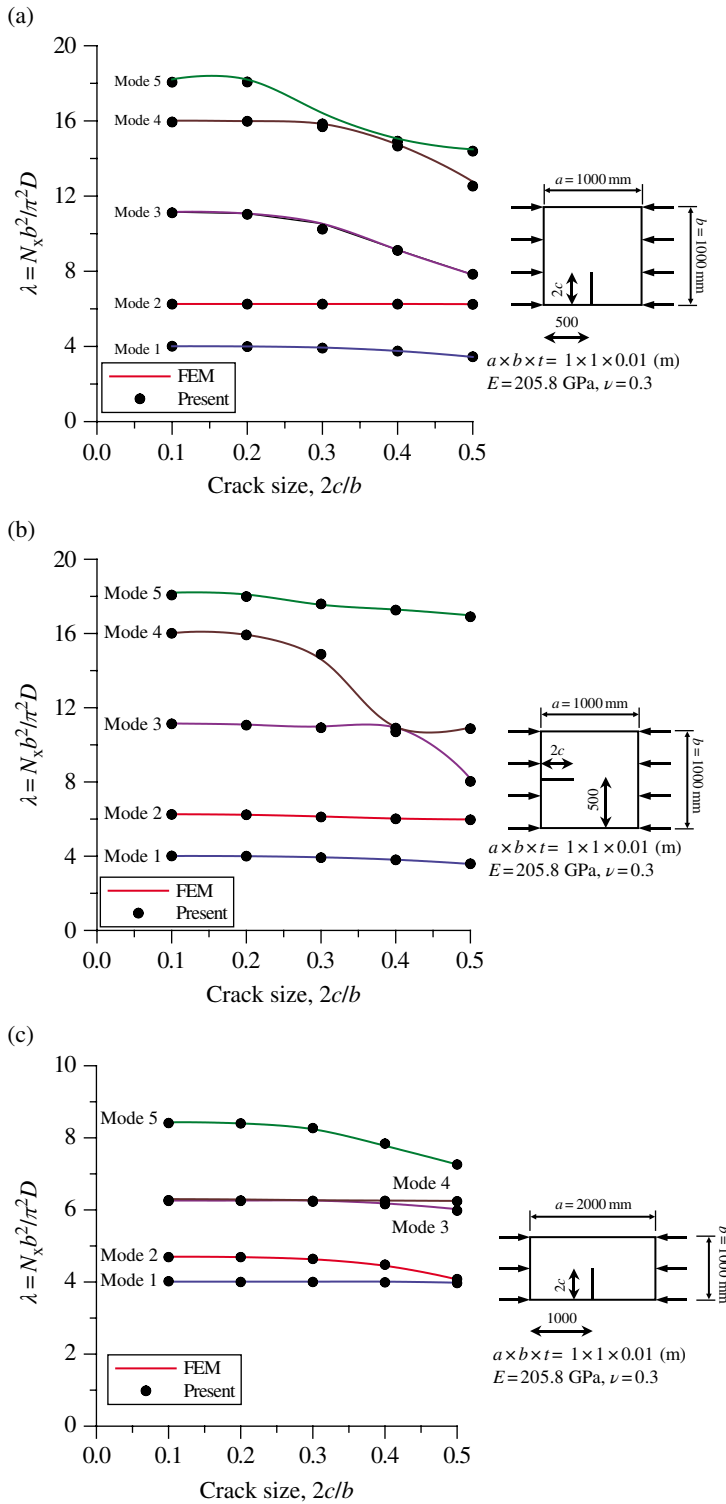 (a)
20
16
12
8
4
0
λ = N_x b²/π²D
Mode 5
Mode 4
Mode 3
Mode 2
Mode 1
FEM
Present
0.0 0.1 0.2 0.3 0.4 0.5
Crack size, 2c/b
a = 1000 mm
b = 1000 mm
2c
500
a × b × t = 1 × 1 × 0.01 (m)
E = 205.8 GPa, ν = 0.3
(b)
20
16
12
8
4
0
λ = N_x b²/π²D
Mode 5
Mode 4
Mode 3
Mode 2
Mode 1
FEM
Present
0.0 0.1 0.2 0.3 0.4 0.5
Crack size, 2c/b
a = 1000 mm
b = 1000 mm
2c
500
a × b × t = 1 × 1 × 0.01 (m)
E = 205.8 GPa, ν = 0.3
(c)
10
8
6
4
2
0
λ = N_x b²/π²D
Mode 5
Mode 4
Mode 3
Mode 2
Mode 1
FEM
Present
0.0 0.1 0.2 0.3 0.4 0.5
Crack size, 2c/b
a = 2000 mm
b = 1000 mm
2c
1000
a × b × t = 1 × 1 × 0.01 (m)
E = 205.8 GPa, ν = 0.3